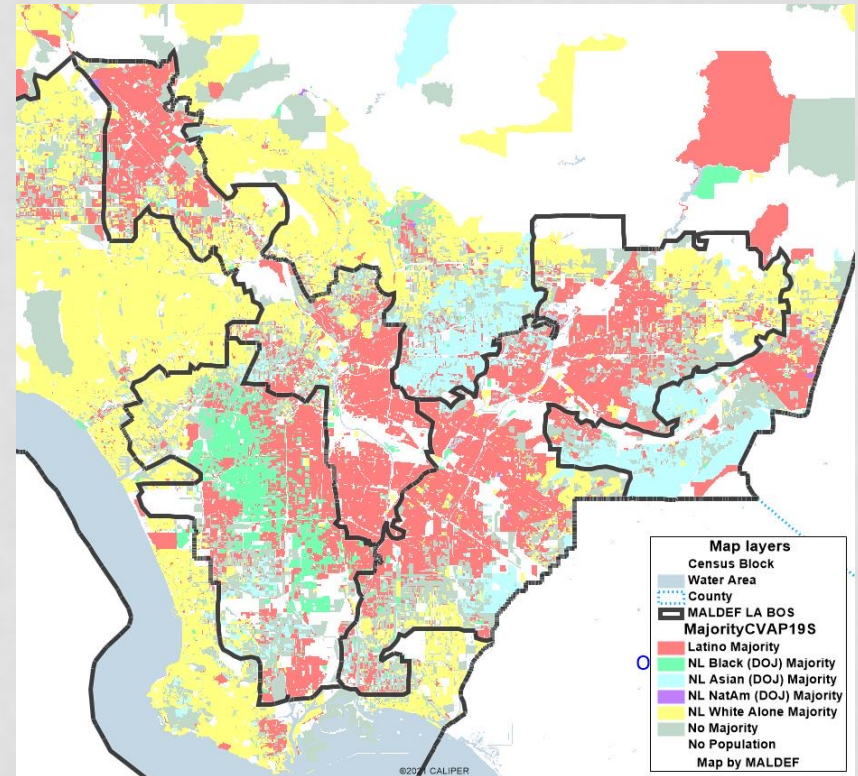 Map layers
Census Block
Water Area
County
MALDEF LA BOS
MajorityCVAP19S
Latino Majority
NL Black (DOJ) Majority
NL Asian (DOJ) Majority
NL NatAm (DOJ) Majority
NL White Alone Majority
No Majority
No Population
Map by MALDEF
O
©2021 CALIPER